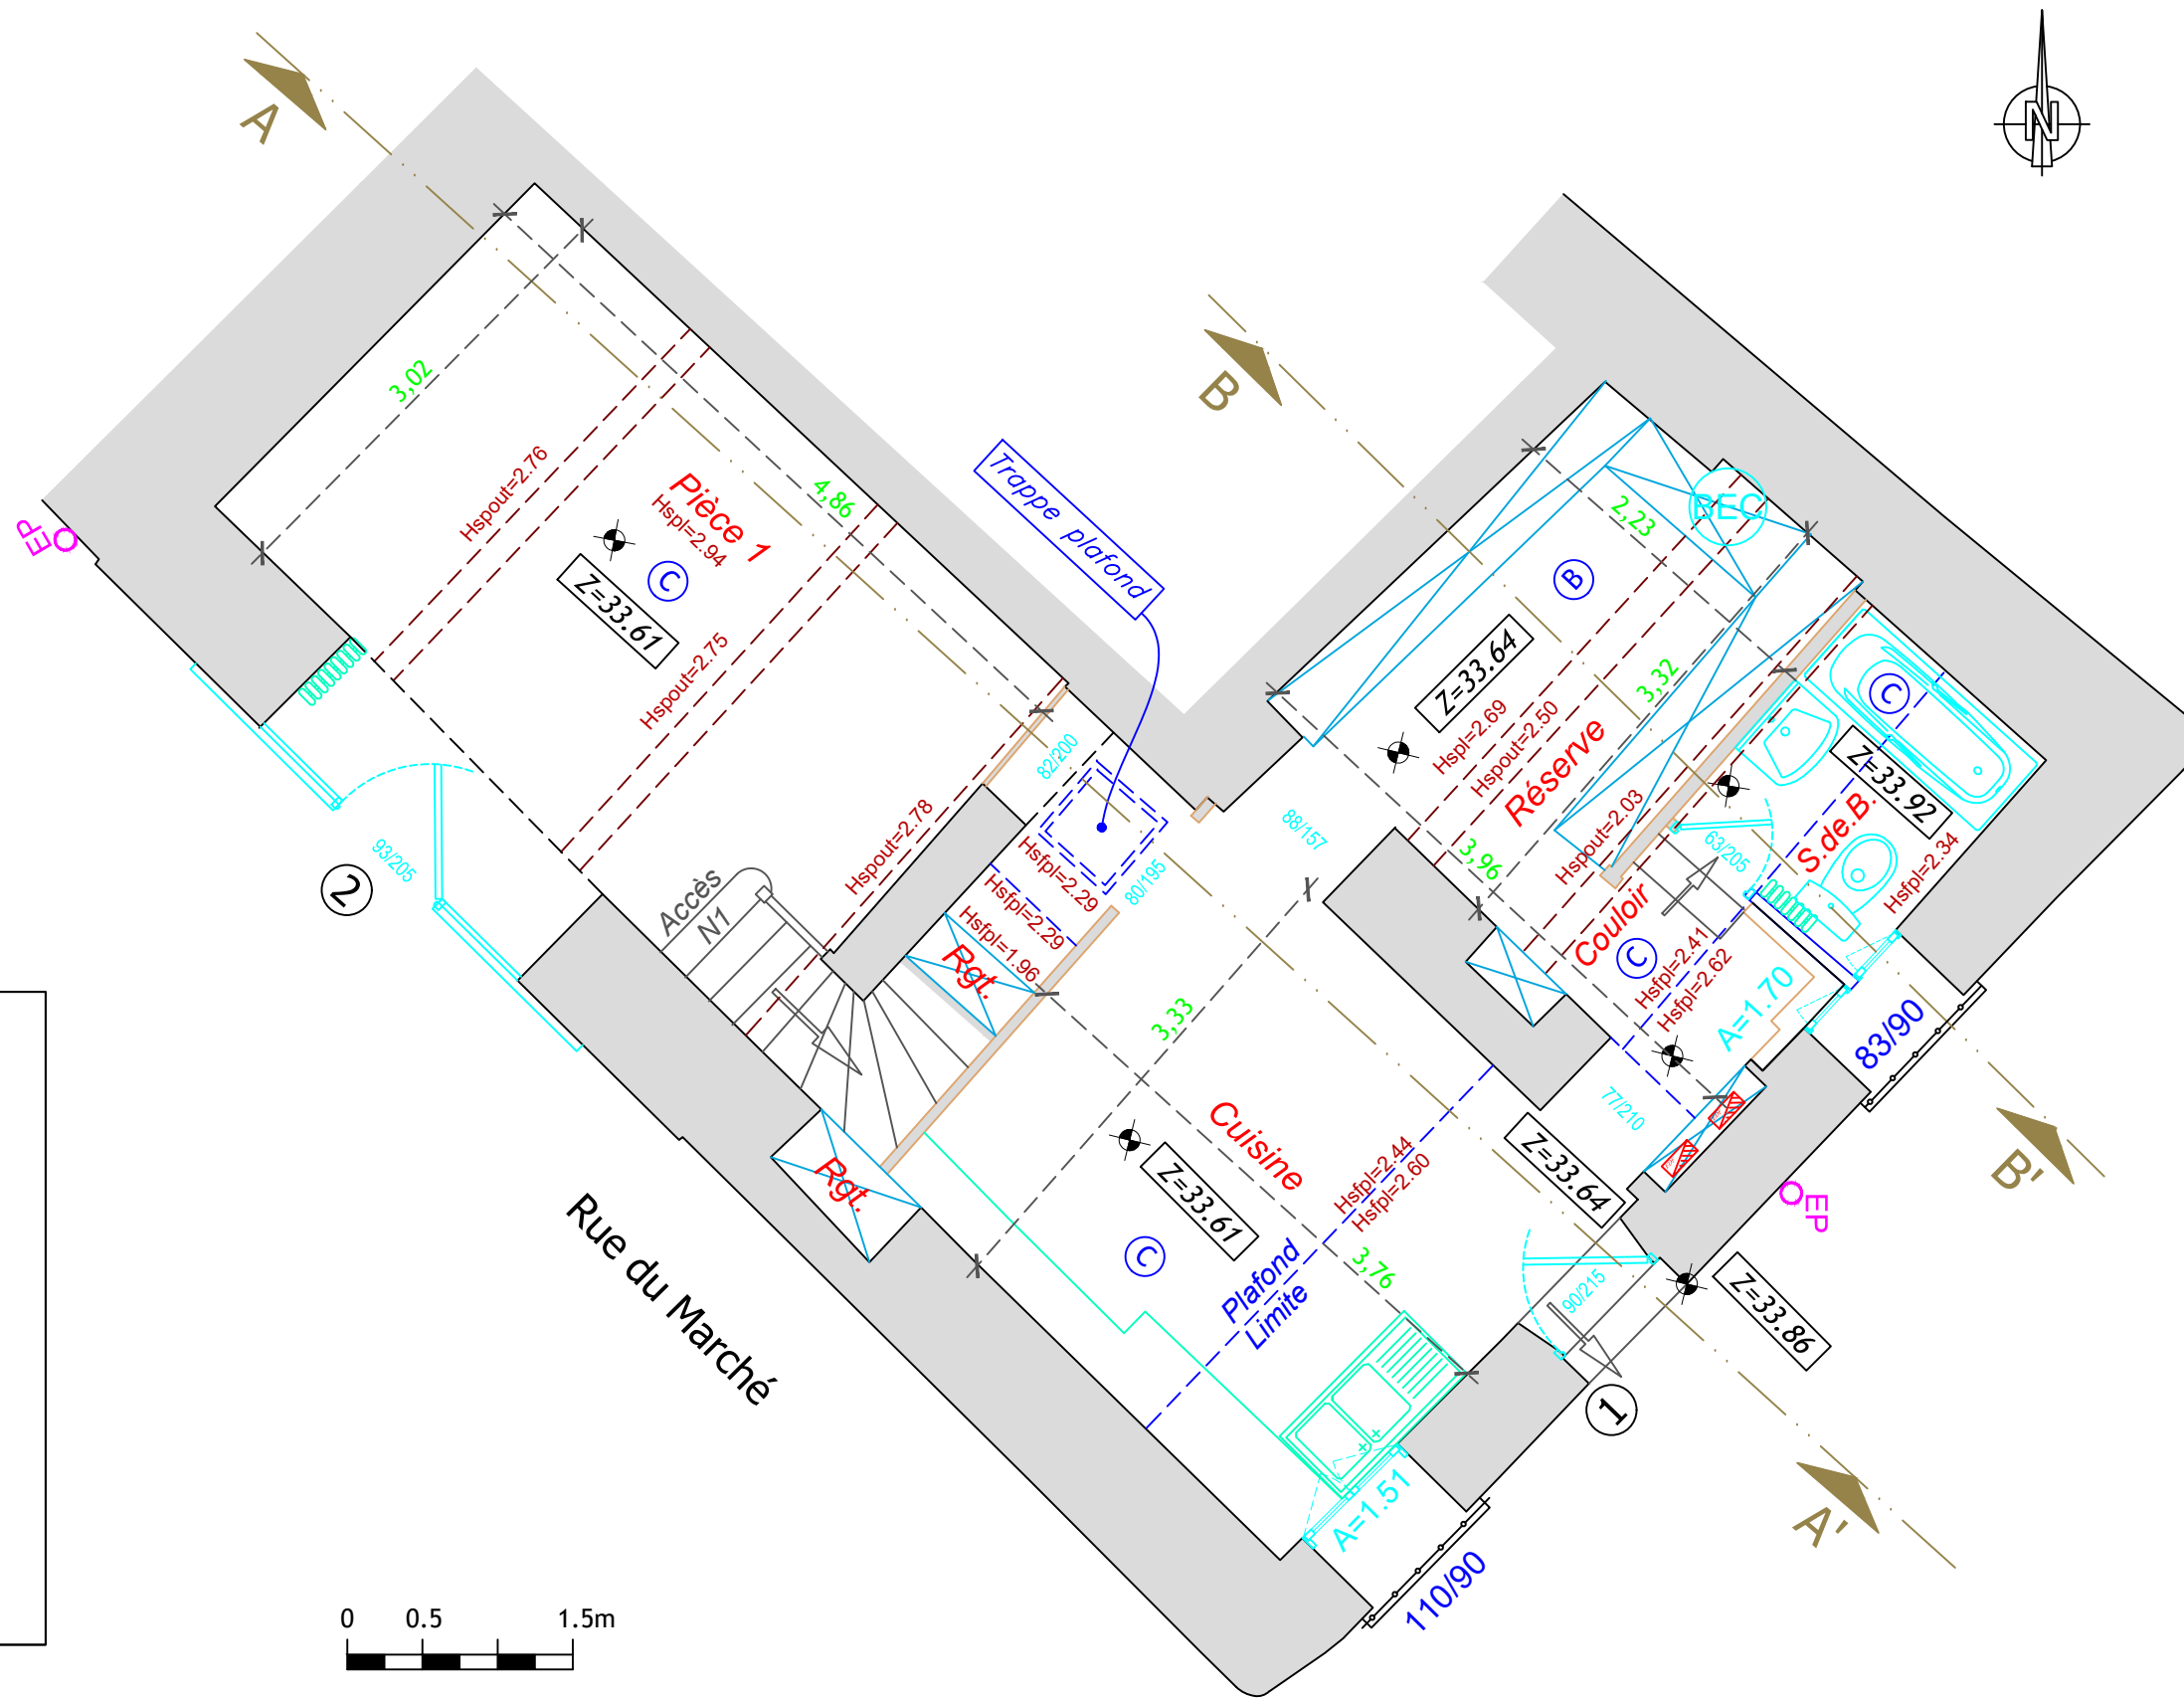 A
N
B
3,02
Hspout=2.76
Pièce 1
Hspl=2.94
4,86
Trappe plafond
2,23
BEC
EP
C
Z=33.61
B
Hspout=2.75
Z=33.64
3,32
C
Hspl=2.69
Hspout=2.50
Réserve
Z=33.92
82/200
88/157
93/205
2
Hspout=2.78
Hsfpl=2.29
80/195
3,96
Hspout=2.03
63/205
S.de.B.
Hsfpl=2.34
Accès
N1
Hsfpl=2.29
Hsfpl=1.96
Rgt.
Couloir
C
Hsfpl=2.41
Hsfpl=2.62
A=1.70
83/90
3,33
Cuisine
77/210
Z=33.64
B'
EP
Rgt.
Z=33.61
Hsfpl=2.44
Hsfpl=2.60
C
Rue du Marché
Plafond
Limite
3,76
90/215
Z=33.86
1
A=1.51
A'
110/90
0 0.5 1.5m